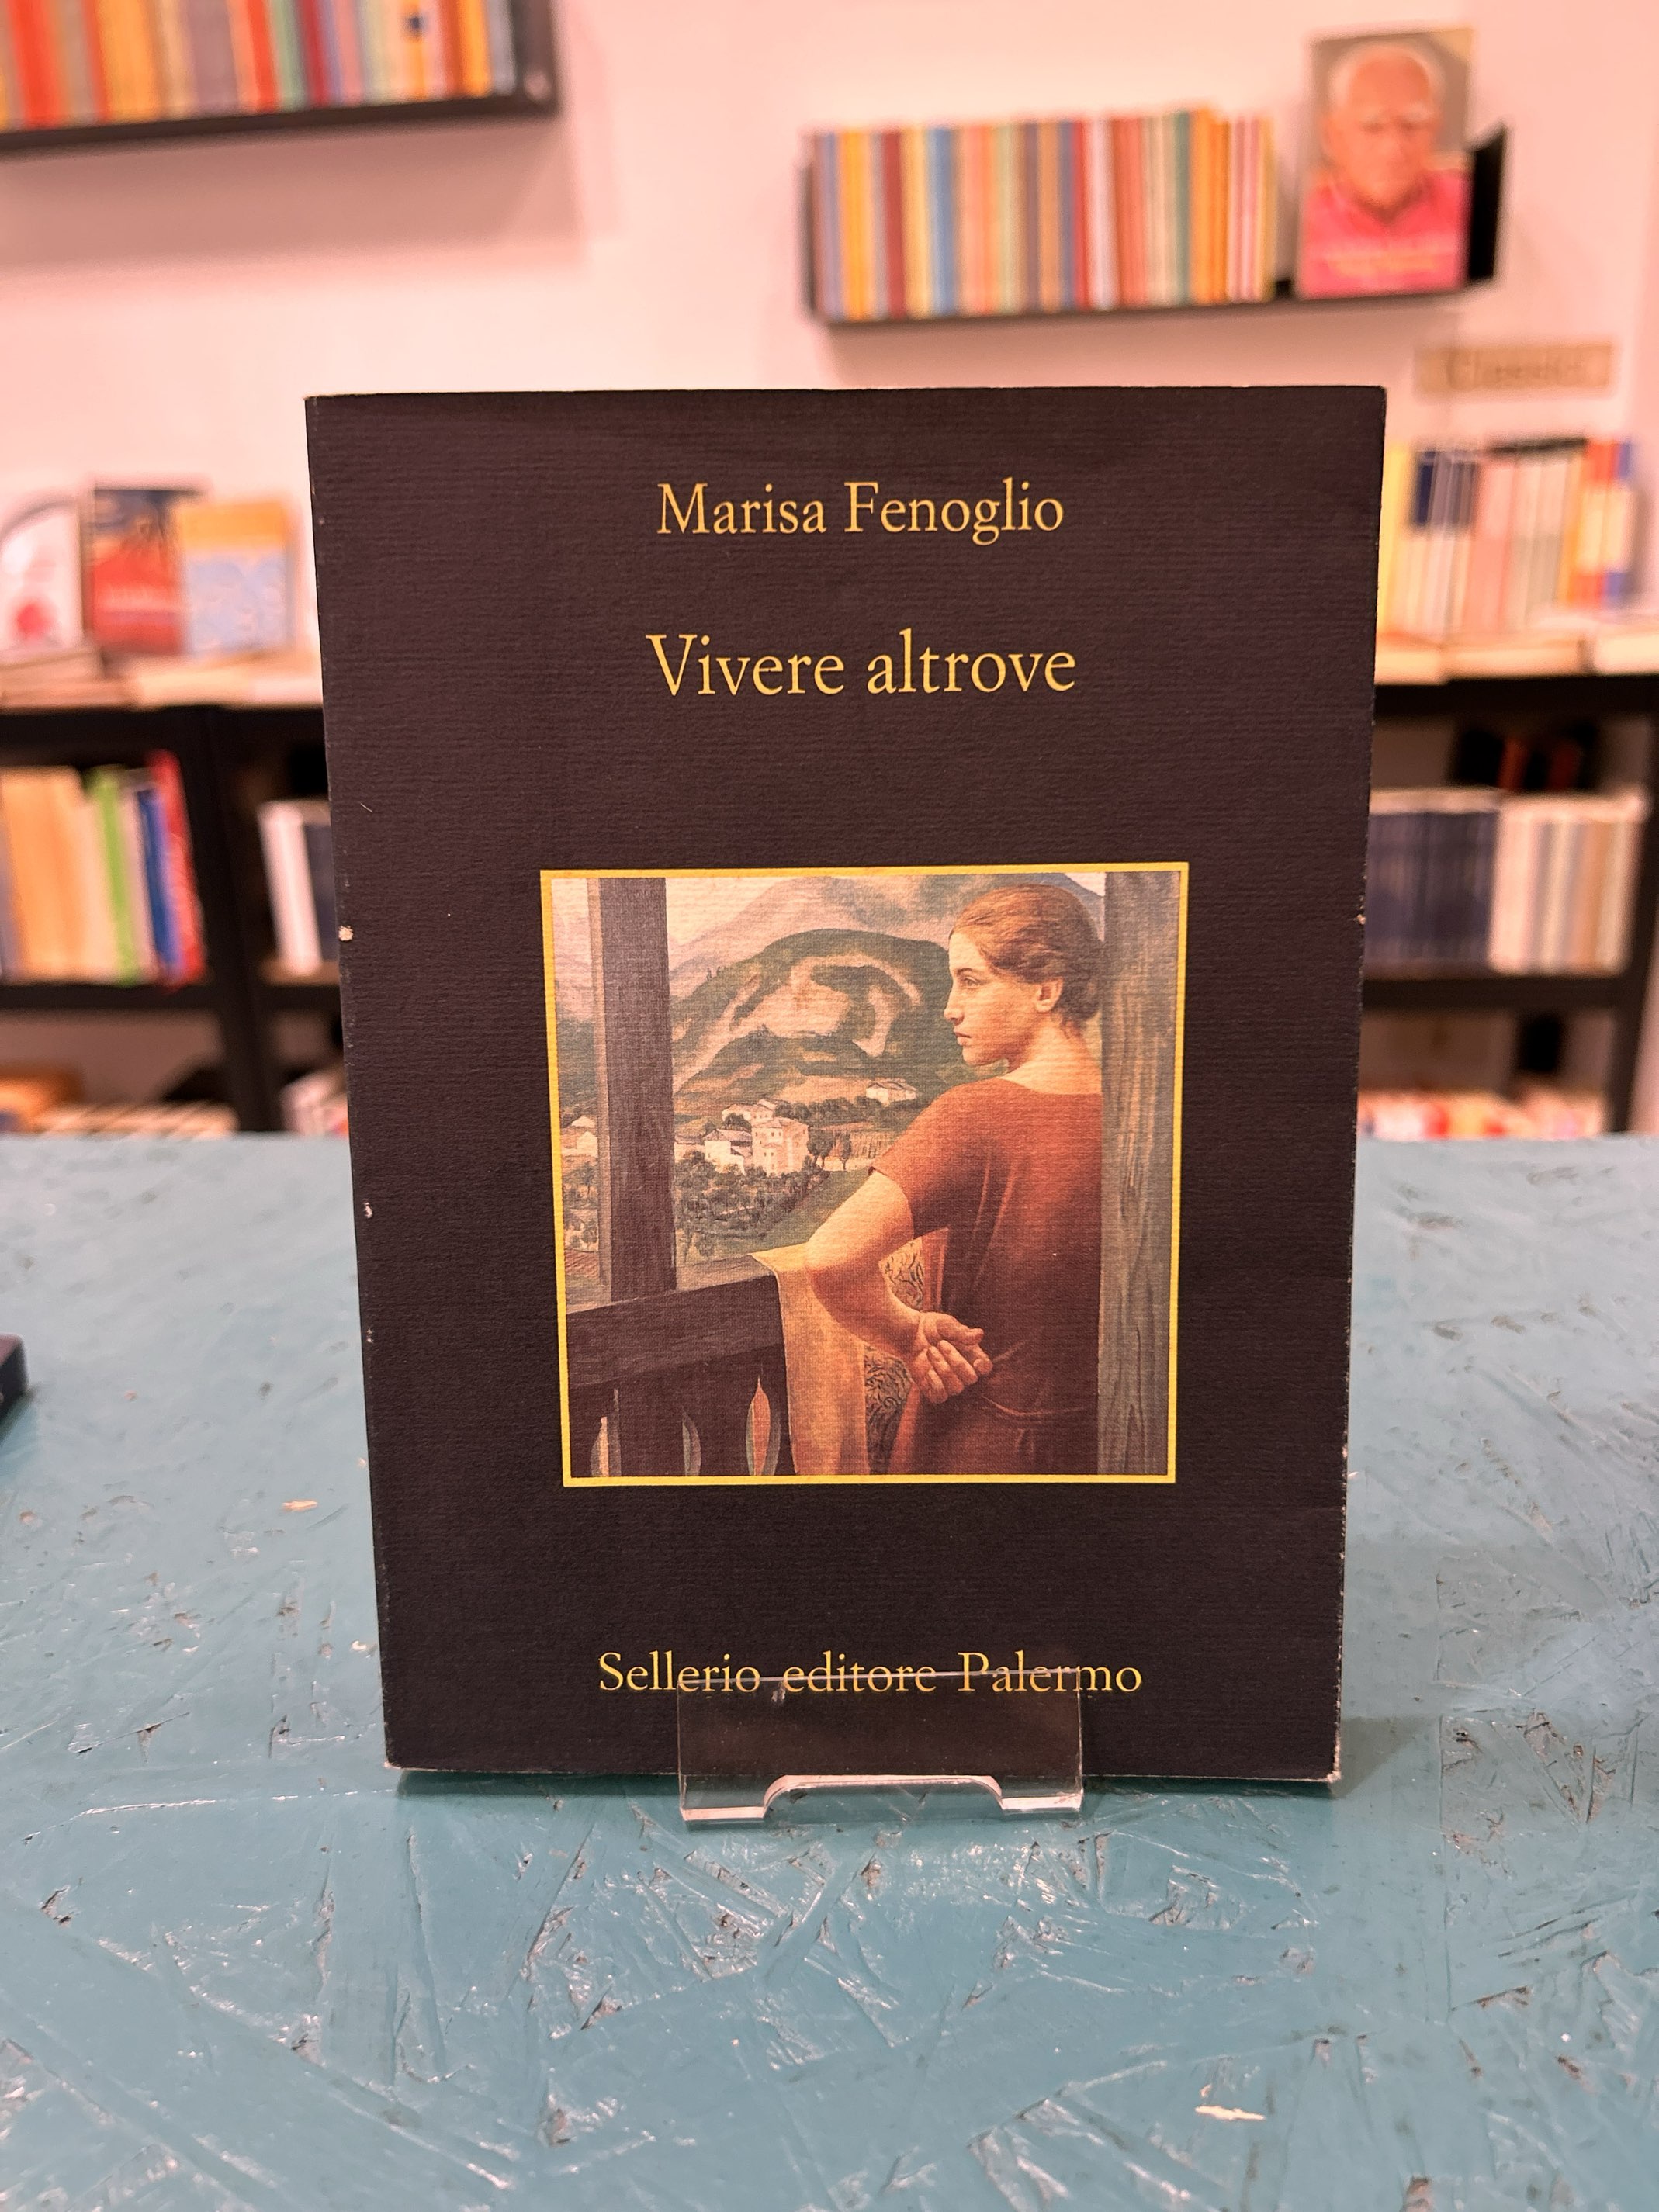 Marisa Fenoglio
Vivere altrove
Sellerio editore Palermo